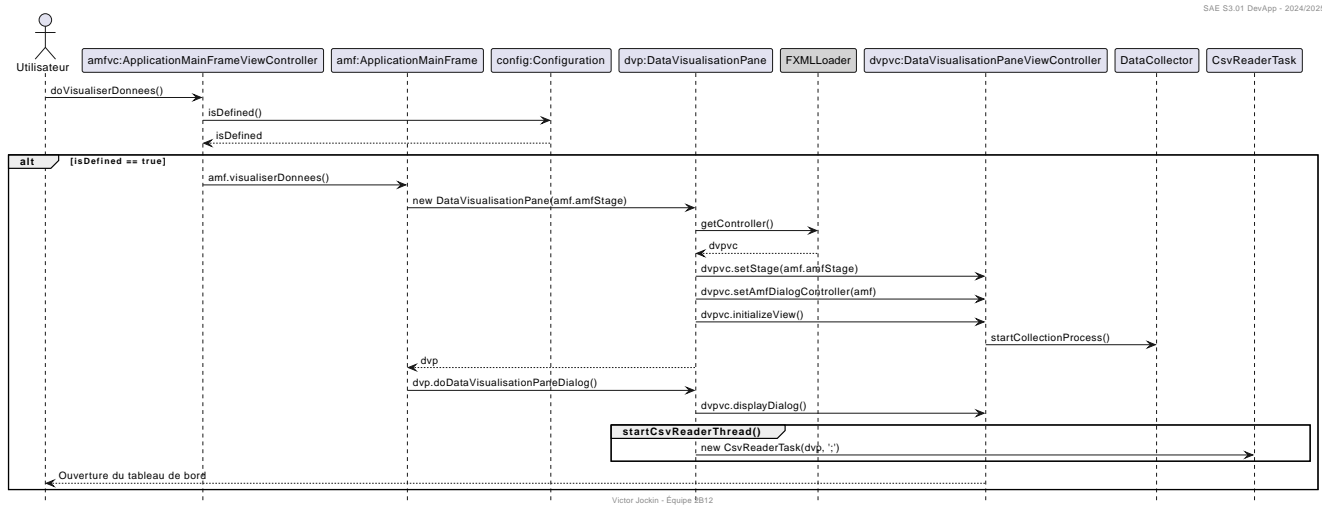 SAE S3.01 DevApp - 2024/2025
Utilisateur
amfvc:ApplicationMainFrameViewController
amf:ApplicationMainFrame
config:Configuration
dvp:DataVisualisationPane
FXMLLoader
dvpvc:DataVisualisationPaneViewController
DataCollector
CsvReaderTask
doVisualiserDonnees()
isDefined()
isDefined
alt
[isDefined == true]
amf.visualiserDonnees()
new DataVisualisationPane(amf.amfStage)
getController()
dvpvc
dvpvc.setStage(amf.amfStage)
dvpvc.setAmfDialogController(amf)
dvpvc.initializeView()
startCollectionProcess()
dvp
dvp.doDataVisualisationPaneDialog()
dvpvc.displayDialog()
startCsvReaderThread()
new CsvReaderTask(dvp, ';')
Ouverture du tableau de bord
Victor Jockin - Équipe 2B12